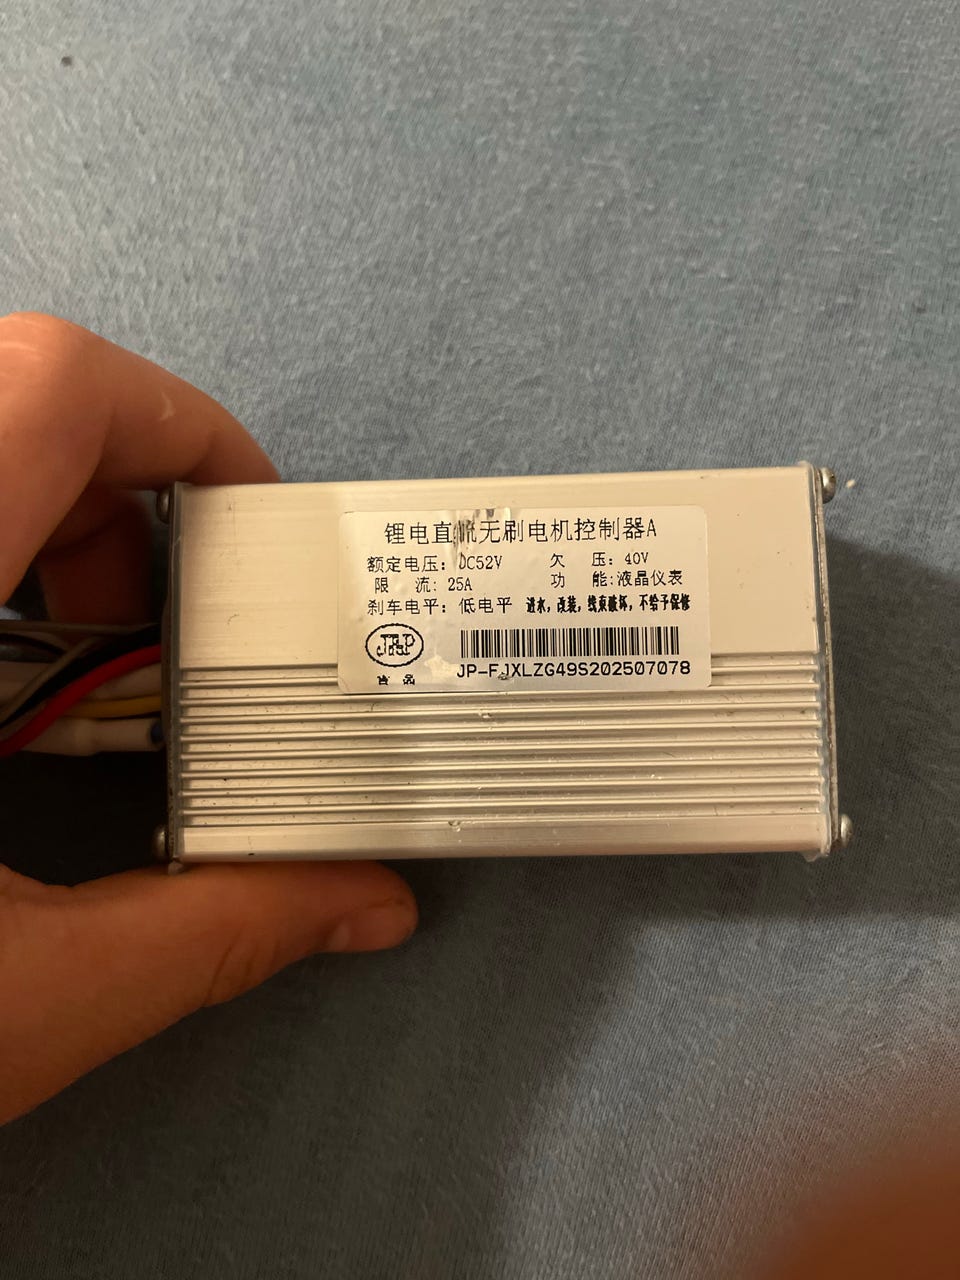 锂电直流无刷电机控制器A
额定电压: DC52V 欠 压: 40V
限 流: 25A 功 能:液晶仪表
刹车电平: 低电平 进水,改装,线束破坏,不给予保修
JP
JP-FJXLZG49S202507078